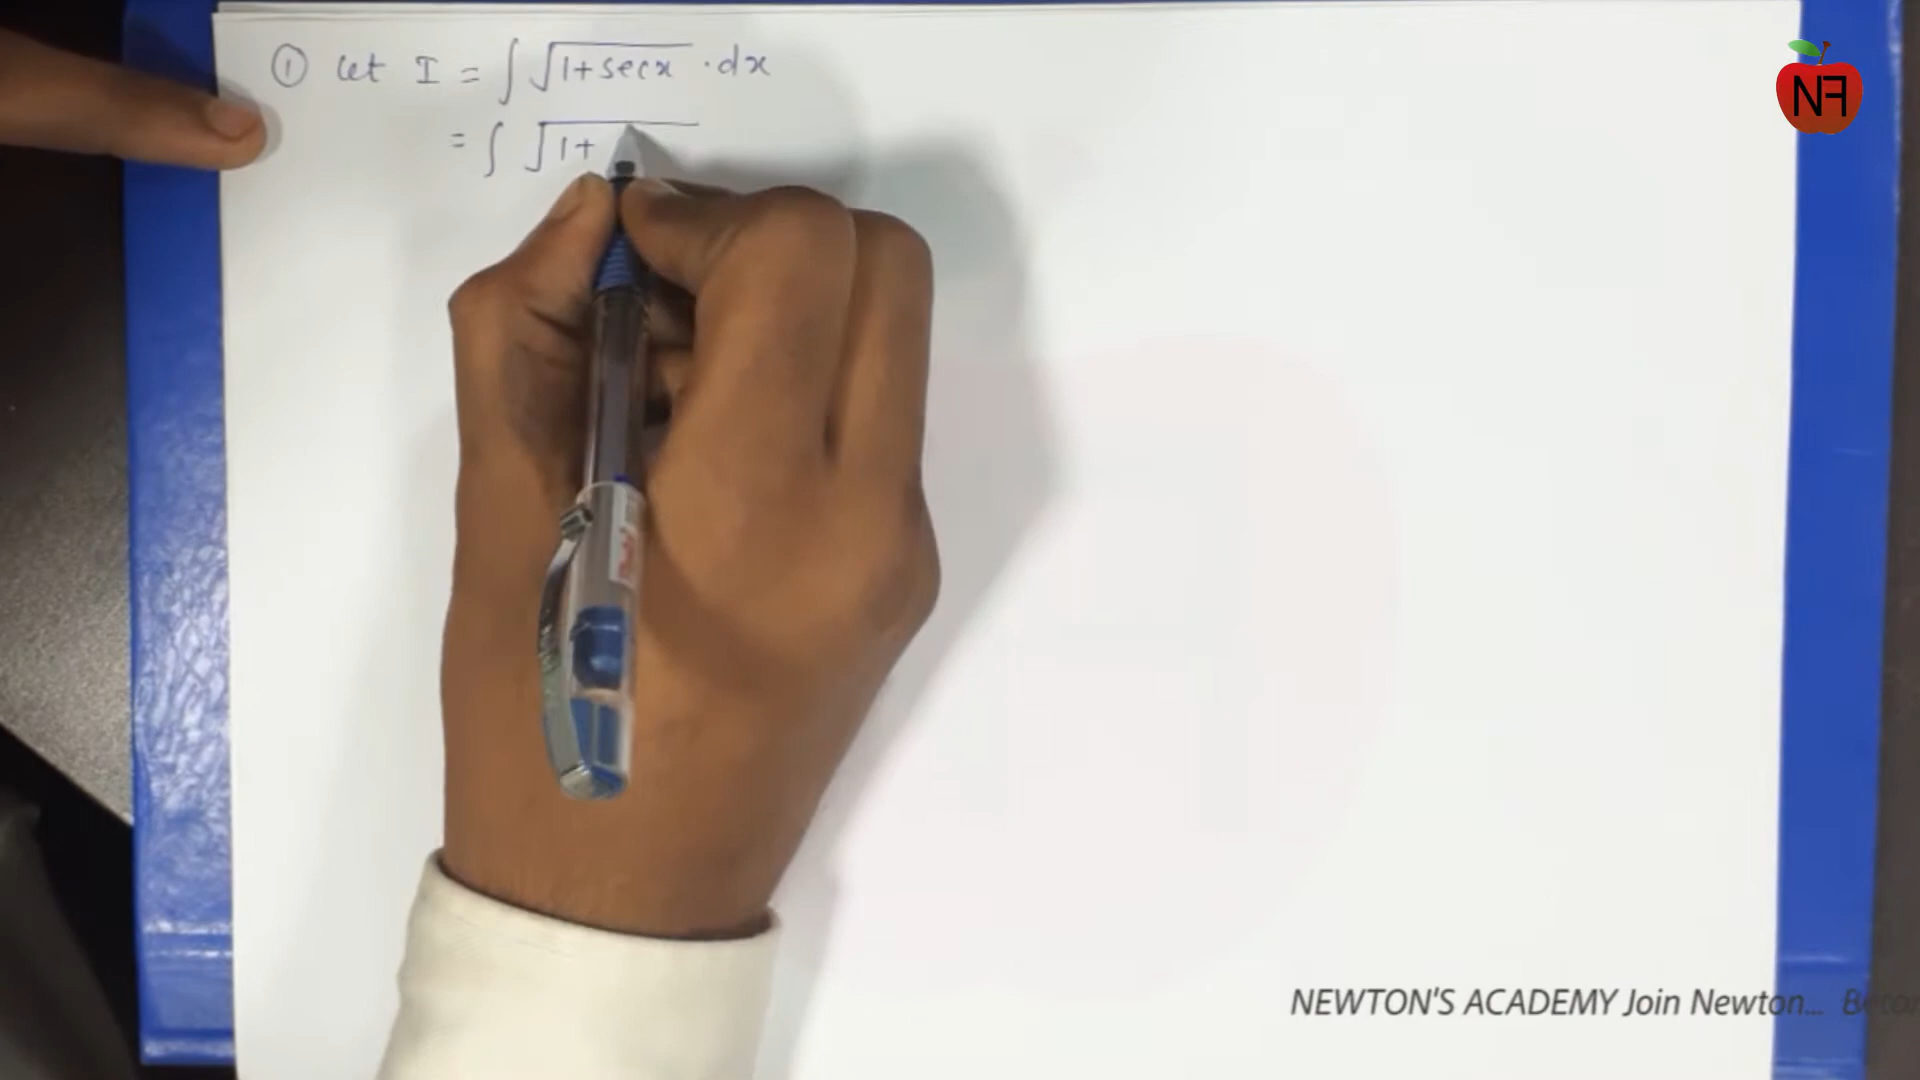 ① Let I = ∫ √1+secx · dx
= ∫ √1+
NF
NEWTON'S ACADEMY Join Newton...